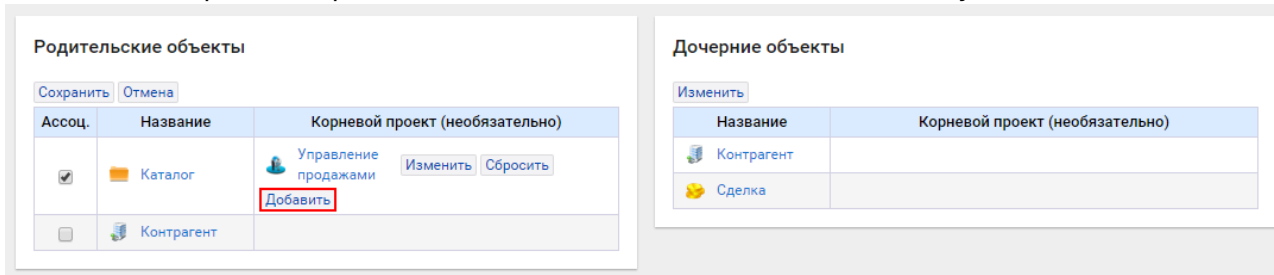 Родительские объекты
Сохранить Отмена
Ассоц. Название Корневой проект (необязательно)
Каталог Управление продажами Изменить Сбросить
Добавить
Контрагент
Дочерние объекты
Изменить
Название Корневой проект (необязательно)
Контрагент
Сделка